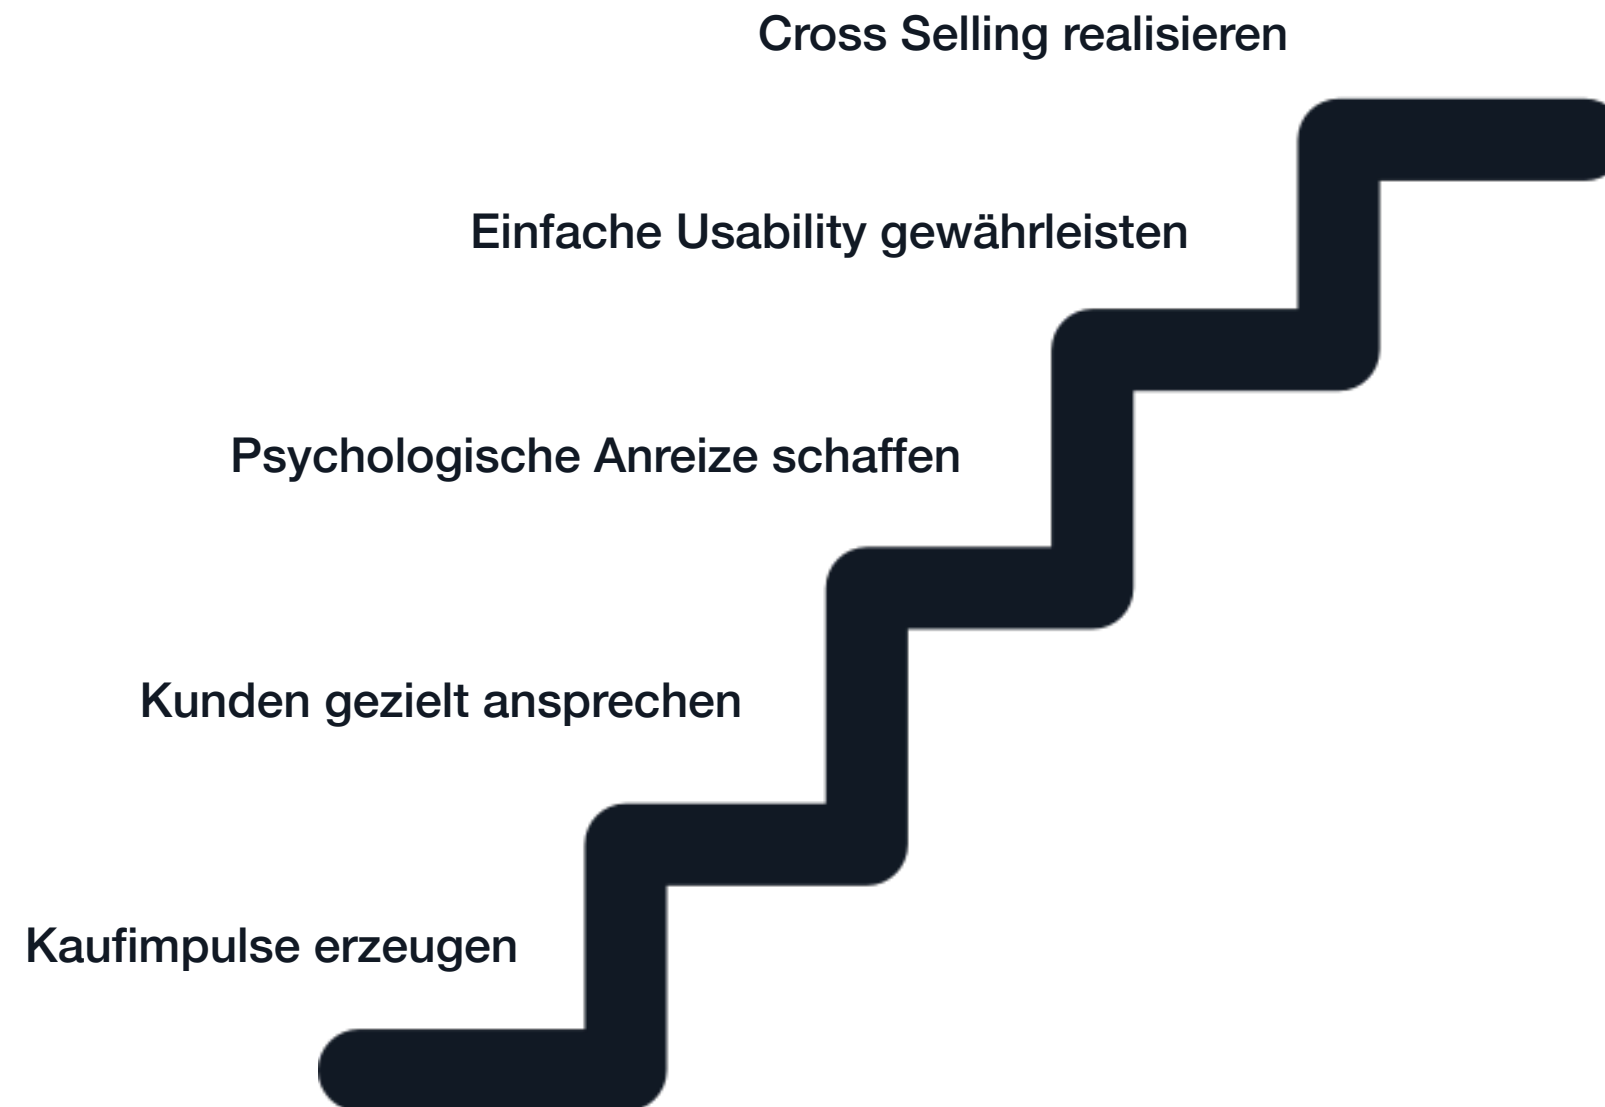 Cross Selling realisieren
Einfache Usability gewährleisten
Psychologische Anreize schaffen
Kunden gezielt ansprechen
Kaufimpulse erzeugen